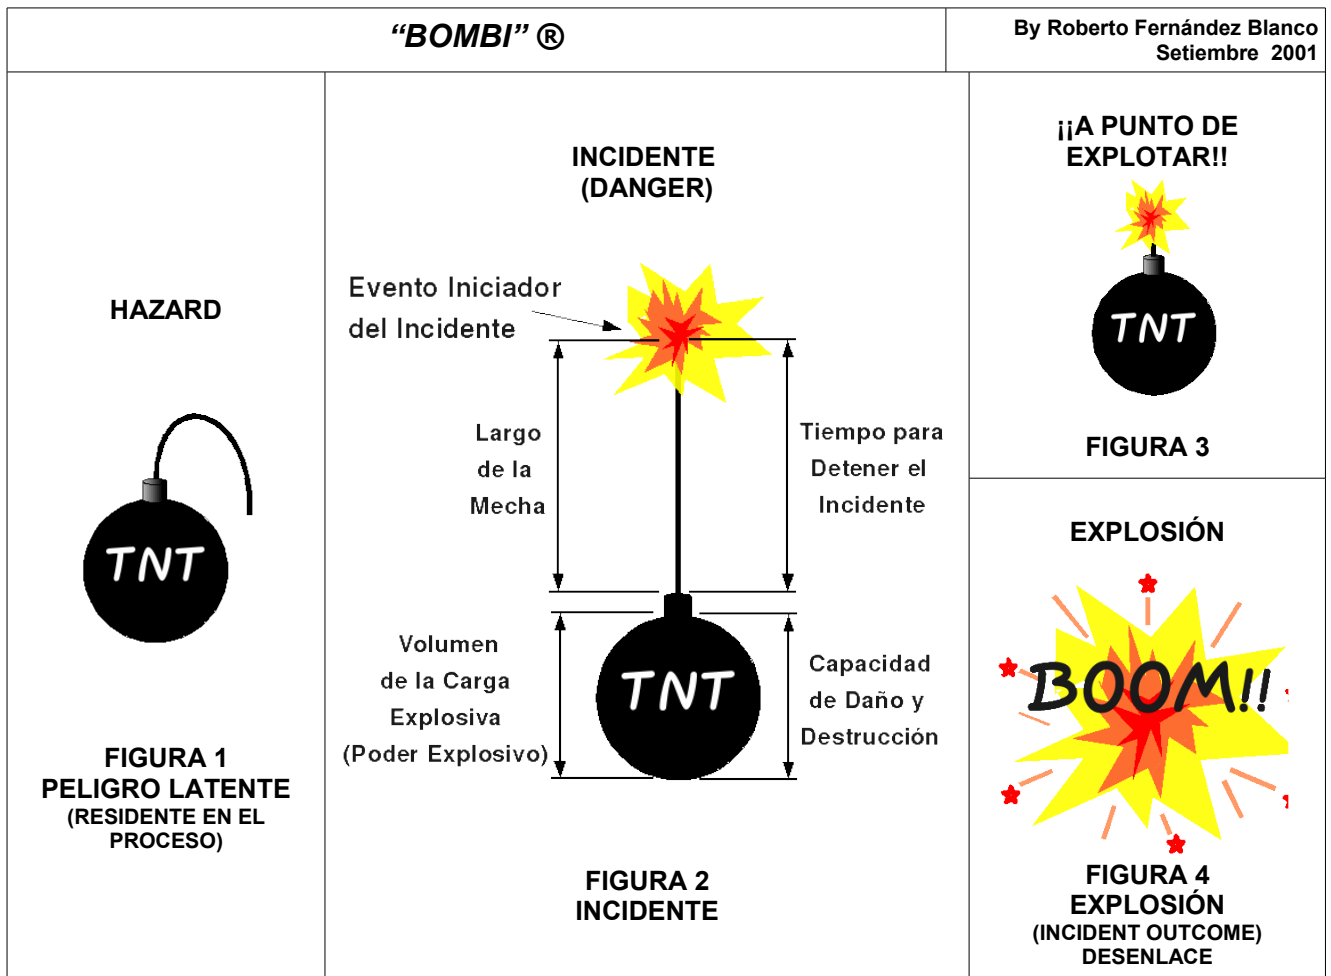 “BOMBI” ®
By Roberto Fernández Blanco
Setiembre 2001
HAZARD
TNT
FIGURA 1
PELIGRO LATENTE
(RESIDENTE EN EL
PROCESO)
INCIDENTE
(DANGER)
Evento Iniciador
del Incidente
Largo
de la
Mecha
Tiempo para
Detener el
Incidente
Volumen
de la Carga
Explosiva
(Poder Explosivo)
TNT
Capacidad
de Daño y
Destrucción
FIGURA 2
INCIDENTE
¡¡A PUNTO DE
EXPLOTAR!!
TNT
FIGURA 3
EXPLOSIÓN
BOOM!!
FIGURA 4
EXPLOSIÓN
(INCIDENT OUTCOME)
DESENLACE